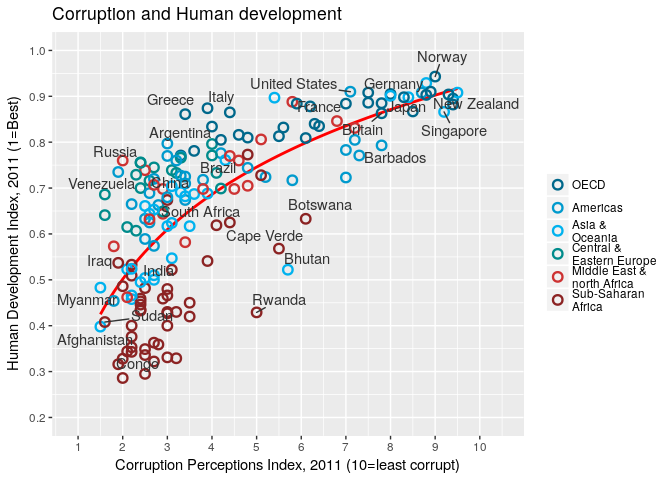 Corruption and Human development
Human Development Index, 2011 (1=Best)
1.0
0.9
0.8
0.7
0.6
0.5
0.4
0.3
0.2
Norway
United States
Germany
Greece
Italy
France
Japan
New Zealand
Britain
Singapore
Argentina
Russia
Barbados
Brazil
Venezuela
China
South Africa
Botswana
Cape Verde
Iraq
India
Bhutan
Myanmar
Sudan
Rwanda
Afghanistan
Congo
1
2
3
4
5
6
7
8
9
10
Corruption Perceptions Index, 2011 (10=least corrupt)
OECD
Americas
Asia &
Oceania
Central &
Eastern Europe
Middle East &
north Africa
Sub-Saharan
Africa